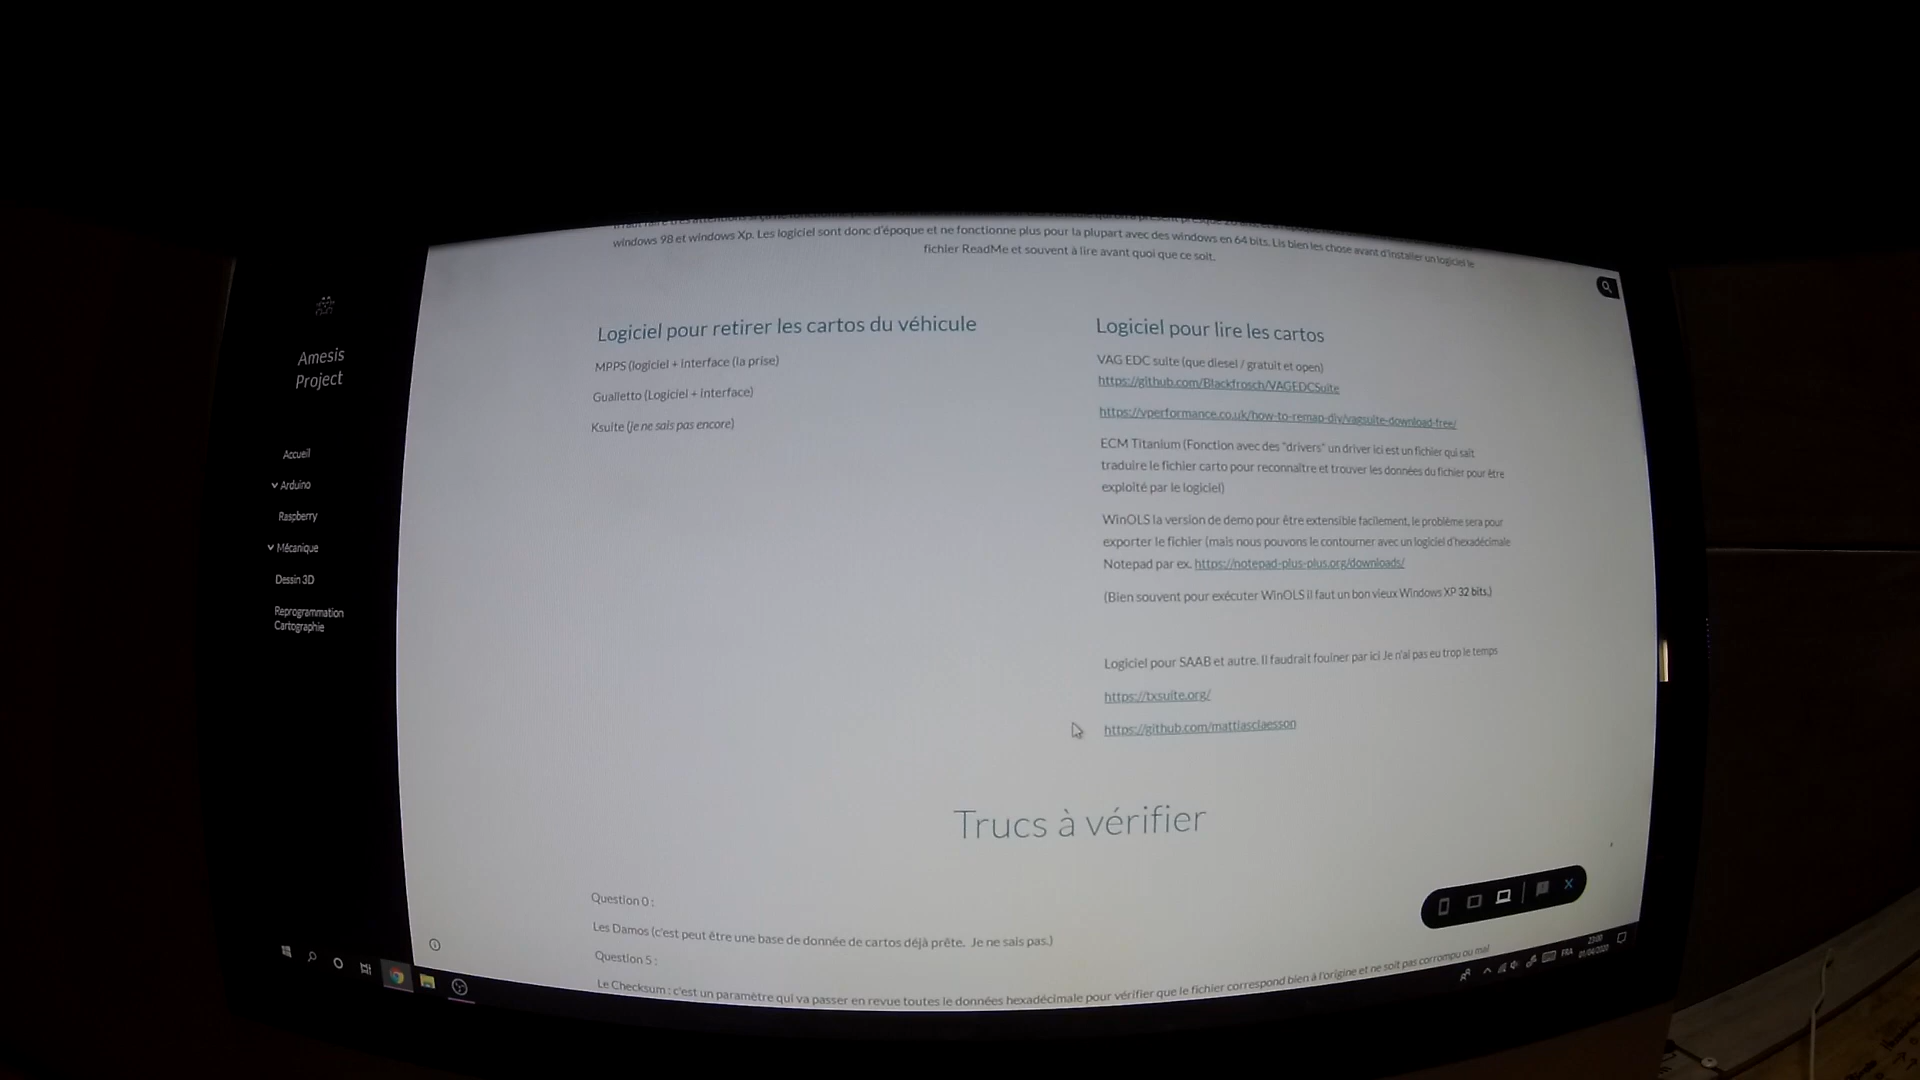 windows 98 et windows Xp. Les logiciel sont donc d'époque et ne fonctionne plus pour la plupart avec des windows en 64 bits. Lis bien les chose avant d'installer un logiciel le
fichier ReadMe et souvent à lire avant quoi que ce soit.
Amesis
Project
Accueil
Arduino
Raspberry
Mécanique
Dessin 3D
Reprogrammation
Cartographie
Logiciel pour retirer les cartos du véhicule
MPPS (logiciel + interface (la prise)
Gualletto (Logiciel + interface)
Ksuite (je ne sais pas encore)
Logiciel pour lire les cartos
VAG EDC suite (que diesel / gratuit et open)
https://github.com/Blackfrosch/VAGEDCSuite
https://vperformance.co.uk/how-to-remap-diy/vagsuite-download-free/
ECM Titanium (Fonction avec des "drivers" un driver ici est un fichier qui sait
traduire le fichier carto pour reconnaître et trouver les données du fichier pour être
exploité par le logiciel)
WinOLS la version de demo pour être extensible facilement, le problème sera pour
exporter le fichier (mais nous pouvons le contourner avec un logiciel d'hexadécimale
Notepad par ex. https://notepad-plus-plus.org/downloads/
(Bien souvent pour exécuter WinOLS il faut un bon vieux Windows XP 32 bits.)
Logiciel pour SAAB et autre. Il faudrait fouiner par ici Je n'ai pas eu trop le temps
https://txsuite.org/
https://github.com/mattiasclaesson
Trucs à vérifier
Question 0 :
Les Damos (c'est peut être une base de donnée de cartos déjà prête. Je ne sais pas.)
Question 5 :
Le Checksum : c'est un paramètre qui va passer en revue toutes le données hexadécimale pour vérifier que le fichier correspond bien à l'origine et ne soit pas corrompu ou mal
FRA
23:00
01/04/2020